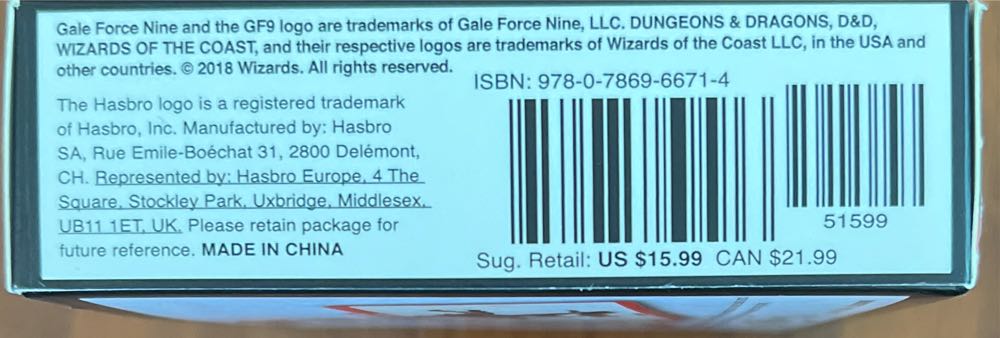 Gale Force Nine and the GF9 logo are trademarks of Gale Force Nine, LLC. DUNGEONS & DRAGONS, D&D,
WIZARDS OF THE COAST, and their respective logos are trademarks of Wizards of the Coast LLC, in the USA and
other countries. © 2018 Wizards. All rights reserved.
ISBN: 978-0-7869-6671-4
The Hasbro logo is a registered trademark
of Hasbro, Inc. Manufactured by: Hasbro
SA, Rue Emile-Boéchat 31, 2800 Delémont,
CH. Represented by: Hasbro Europe, 4 The
Square, Stockley Park, Uxbridge, Middlesex,
UB11 1ET, UK. Please retain package for
future reference. MADE IN CHINA
51599
Sug. Retail: US $15.99 CAN $21.99